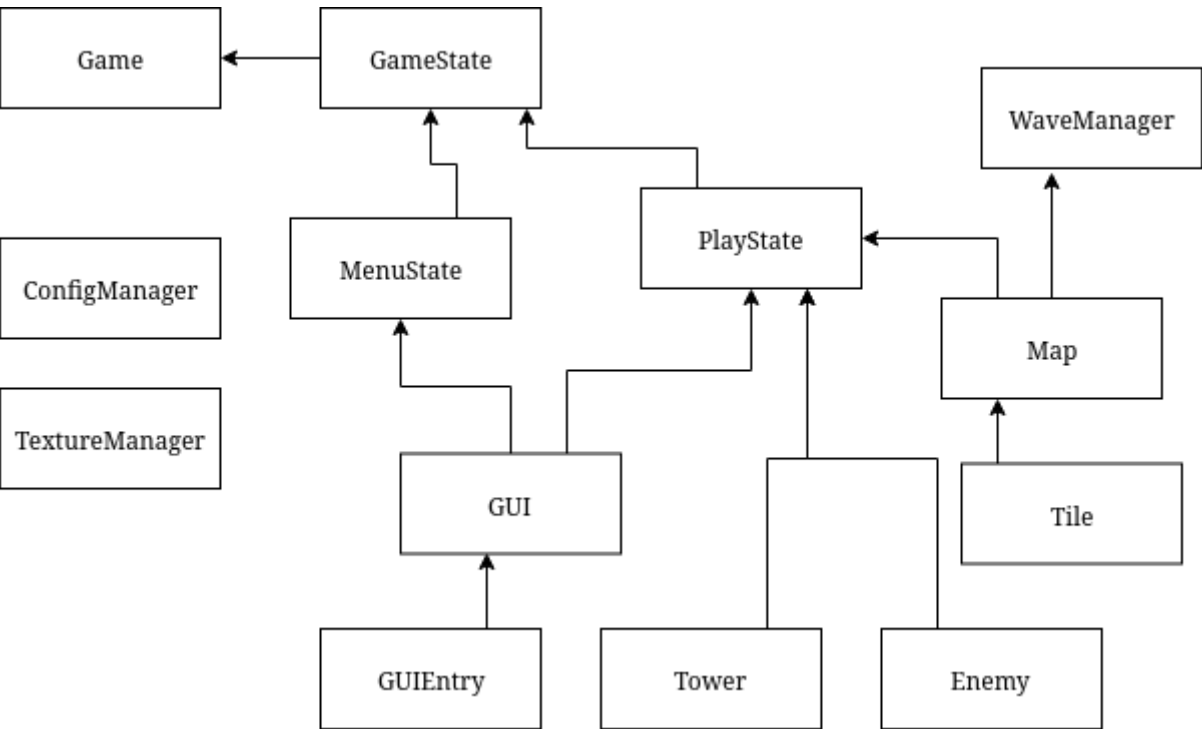 Game
GameState
WaveManager
PlayState
MenuState
ConfigManager
Map
TextureManager
GUI
Tile
GUIEntry
Tower
Enemy